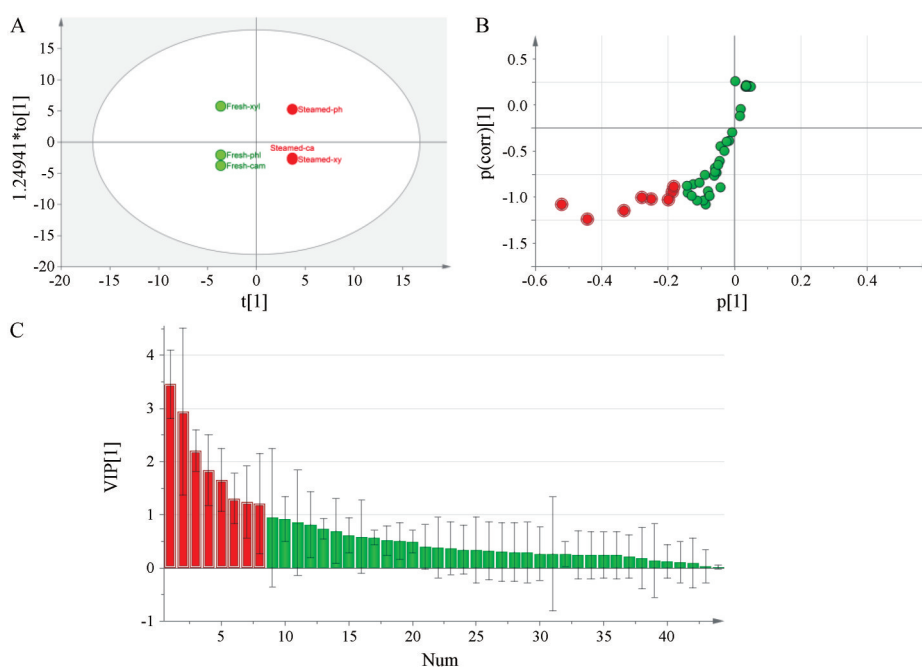 A
15
10
5
0
-5
-10
-15
-20
1.24941*to[1]
Fresh-xyl
Steamed-ph
Steamed-ca
Fresh-phl
Steamed-xy
Fresh-cam
-20 -15 -10 -5 0 5 10 15
t[1]
B
0.5
0.0
-0.5
-1.0
-1.5
p(corr)[1]
-0.6 -0.4 -0.2 0 0.2 0.4
p[1]
C
4
3
2
1
0
-1
VIP[1]
5 10 15 20 25 30 35 40
Num